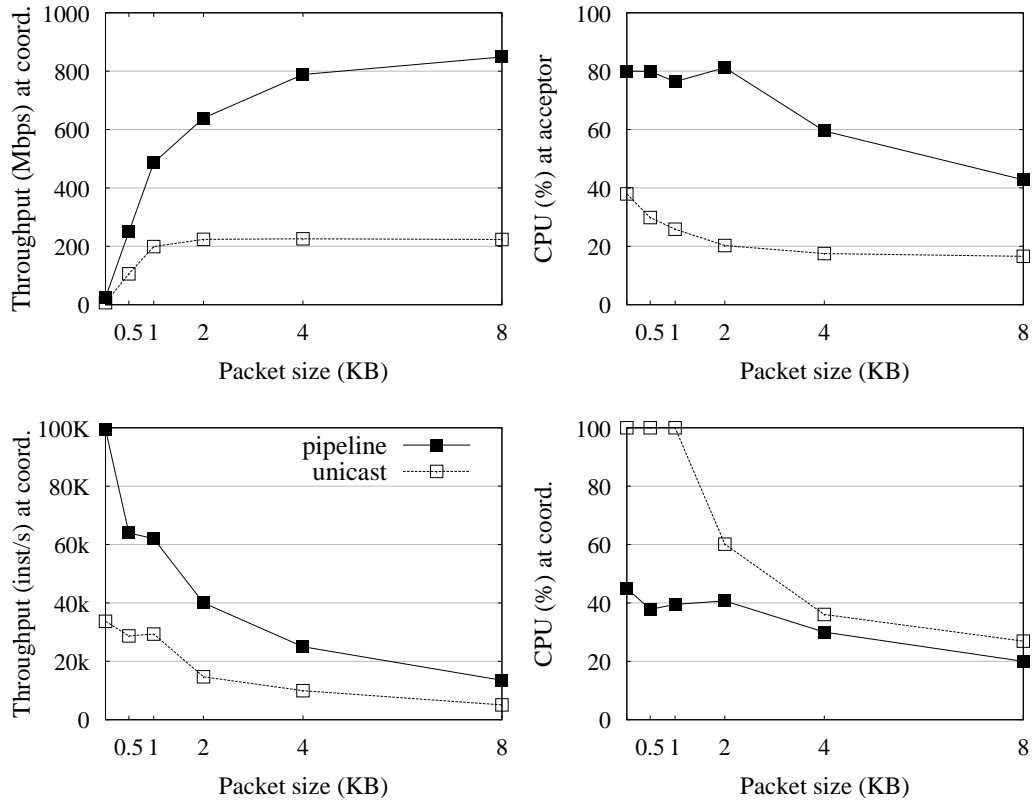 Throughput (Mbps) at coord.
1000
800
600
400
200
0
0.5 1 2 4 8
Packet size (KB)
CPU (%) at acceptor
100
80
60
40
20
0
0.5 1 2 4 8
Packet size (KB)
Throughput (inst/s) at coord.
100K
80K
60k
40k
20k
0
pipeline
unicast
0.5 1 2 4 8
Packet size (KB)
CPU (%) at coord.
100
80
60
40
20
0
0.5 1 2 4 8
Packet size (KB)